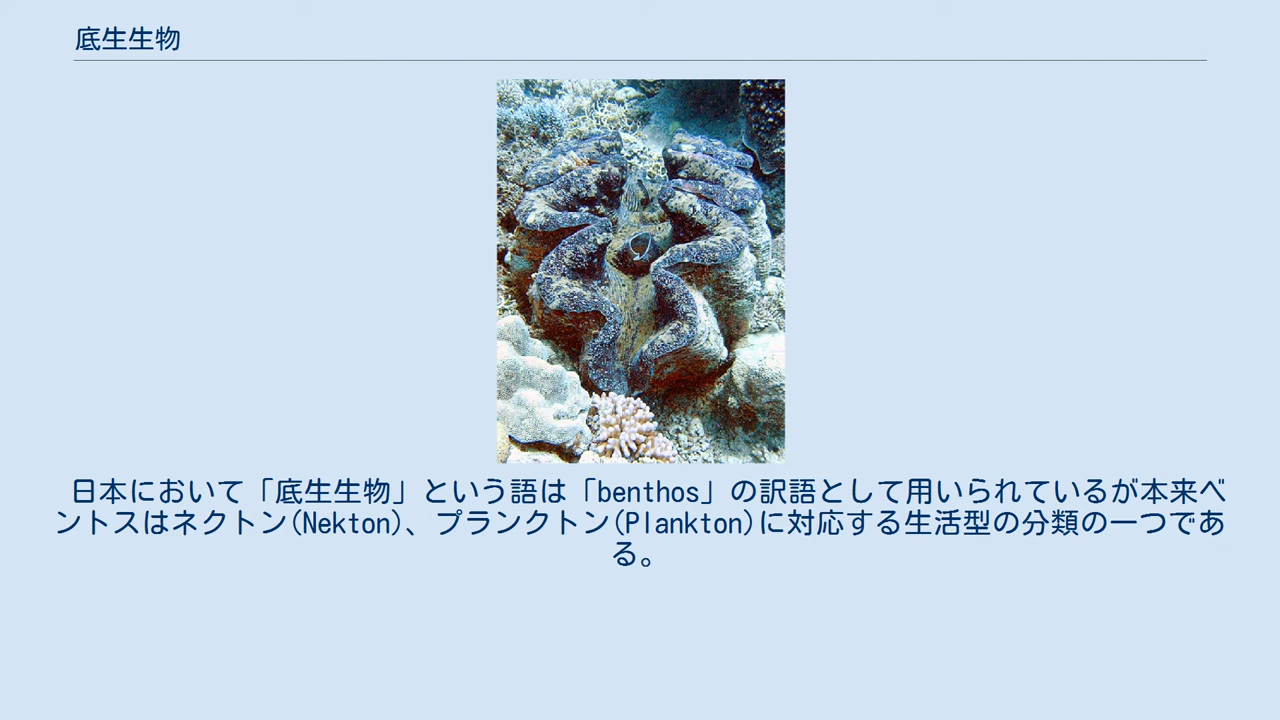 底生生物
日本において「底生生物」という語は「benthos」の訳語として用いられているが本来ベ
ントスはネクトン(Nekton)、プランクトン(Plankton)に対応する生活型の分類の一つであ
る。